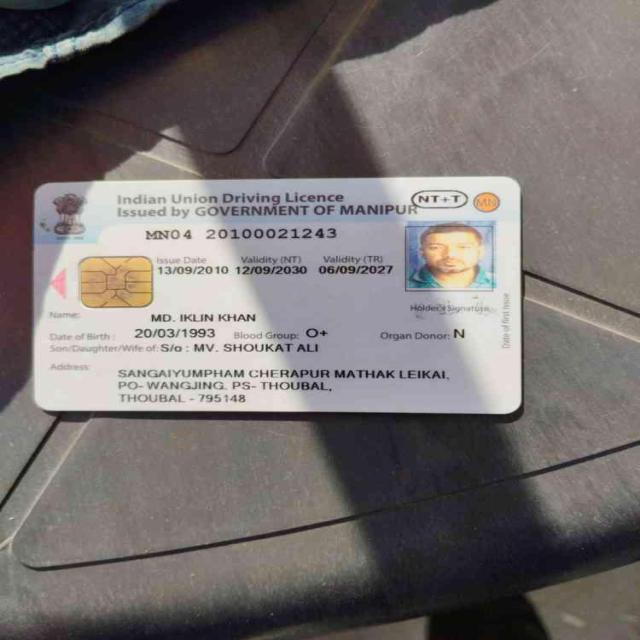 Indian Union Driving Licence
Issued by GOVERNMENT OF MANIPUR
NT+T
MN
MN04 20100021243
Issue Date Validity (NT) Validity (TR)
13/09/2010 12/09/2030 06/09/2027
Holder's Signature
Name: MD. IKLIN KHAN
Date of Birth: 20/03/1993 Blood Group: O+ Organ Donor: N
Son/Daughter/Wife of: S/o : MV. SHOUKAT ALI
Address: SANGAIYUMPHAM CHERAPUR MATHAK LEIKAI,
PO- WANGJING. PS- THOUBAL,
THOUBAL - 795148
Date of First Issue